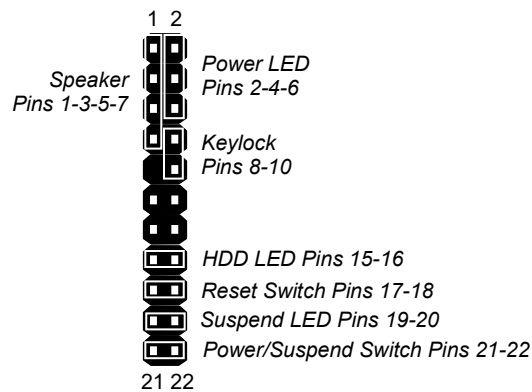 1 2
Speaker
Pins 1-3-5-7
Power LED
Pins 2-4-6
Keylock
Pins 8-10
HDD LED Pins 15-16
Reset Switch Pins 17-18
Suspend LED Pins 19-20
Power/Suspend Switch Pins 21-22
21 22